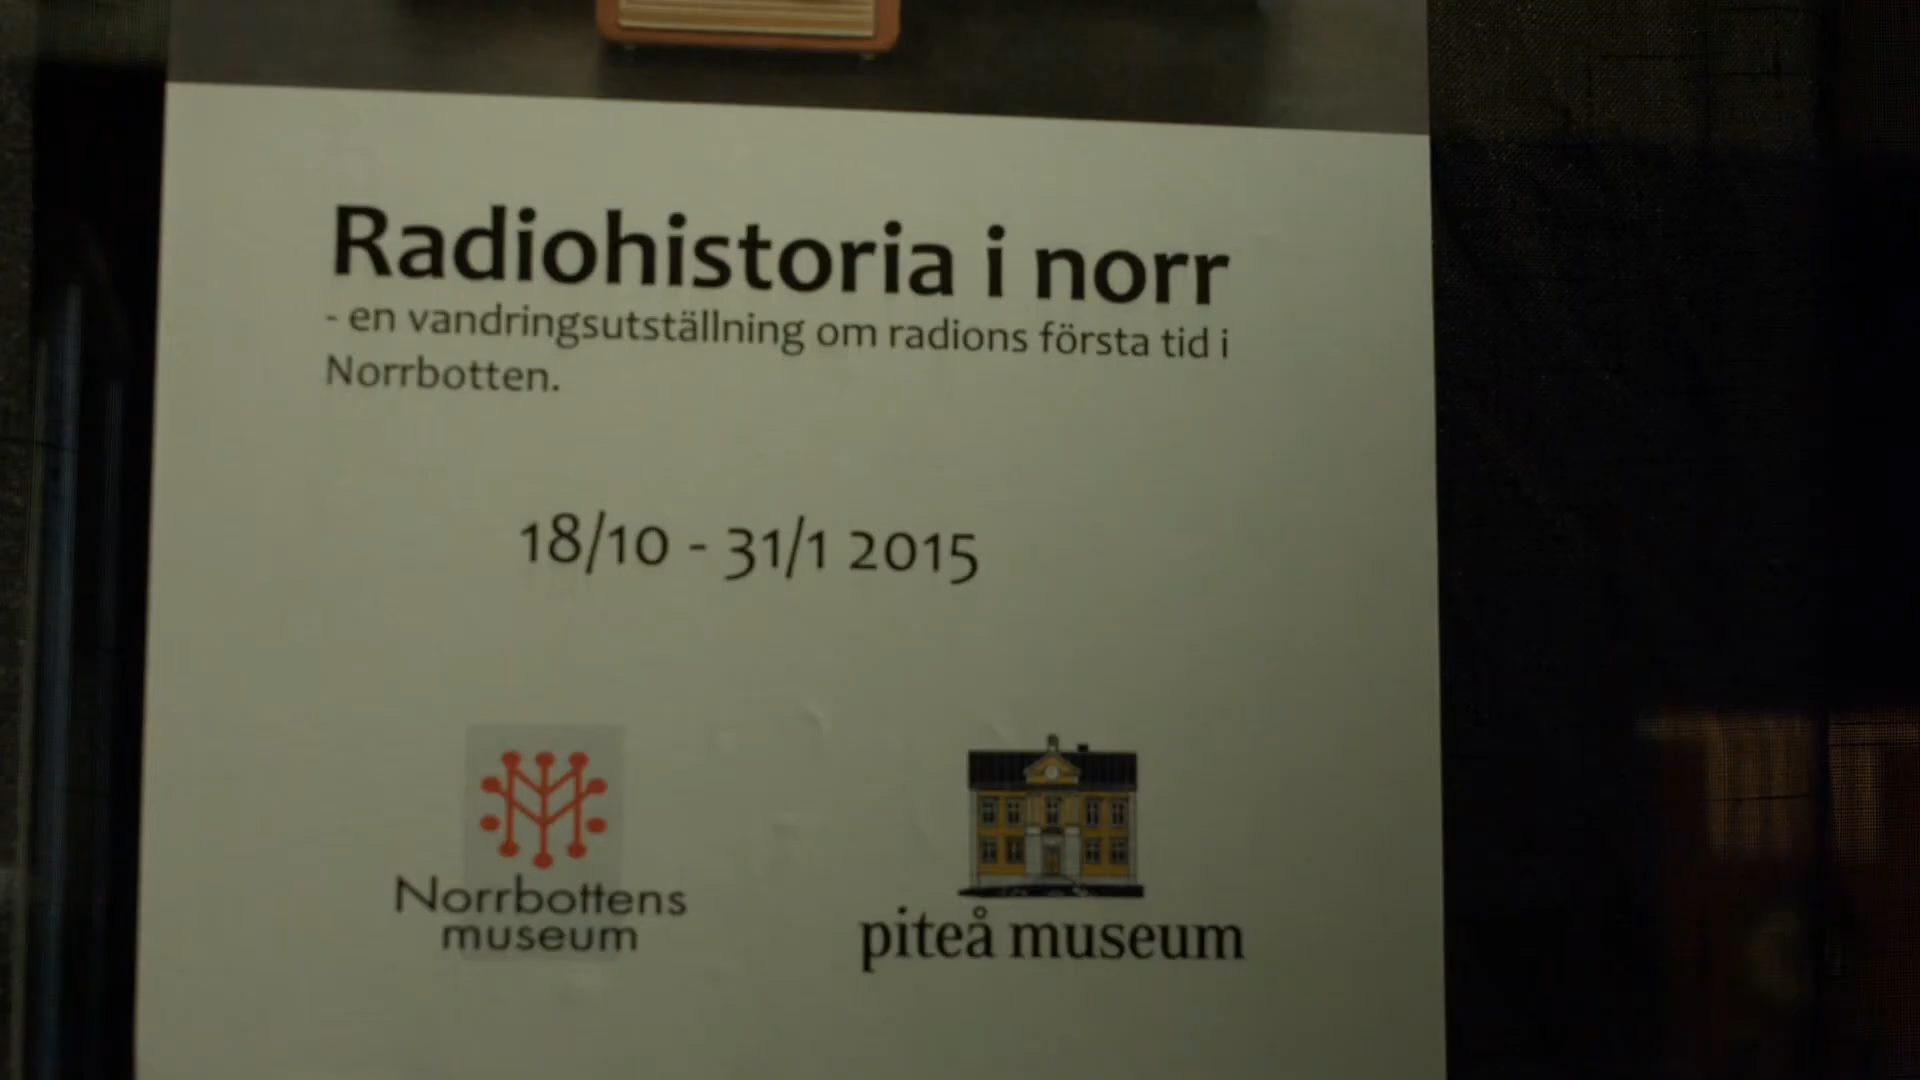 Radiohistoria i norr
- en vandringsutställning om radions första tid i
Norrbotten.
18/10 - 31/1 2015
Norrbottens
museum
piteå museum